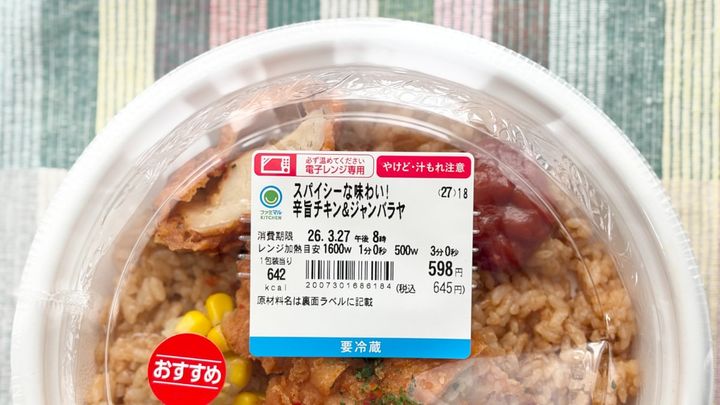 必ず温めてください
電子レンジ専用
やけど・汁もれ注意
ファミマル
KITCHEN
スパイシーな味わい!
辛旨チキン&ジャンバラヤ
(27)18
消費期限 26.3.27 午後 8時
レンジ加熱目安 1600W 1分0秒 500W 3分0秒
1包装当り
642
kcal
598円
2007301686184
(税込 645円)
原材料名は裏面ラベルに記載
要冷蔵
おすすめ